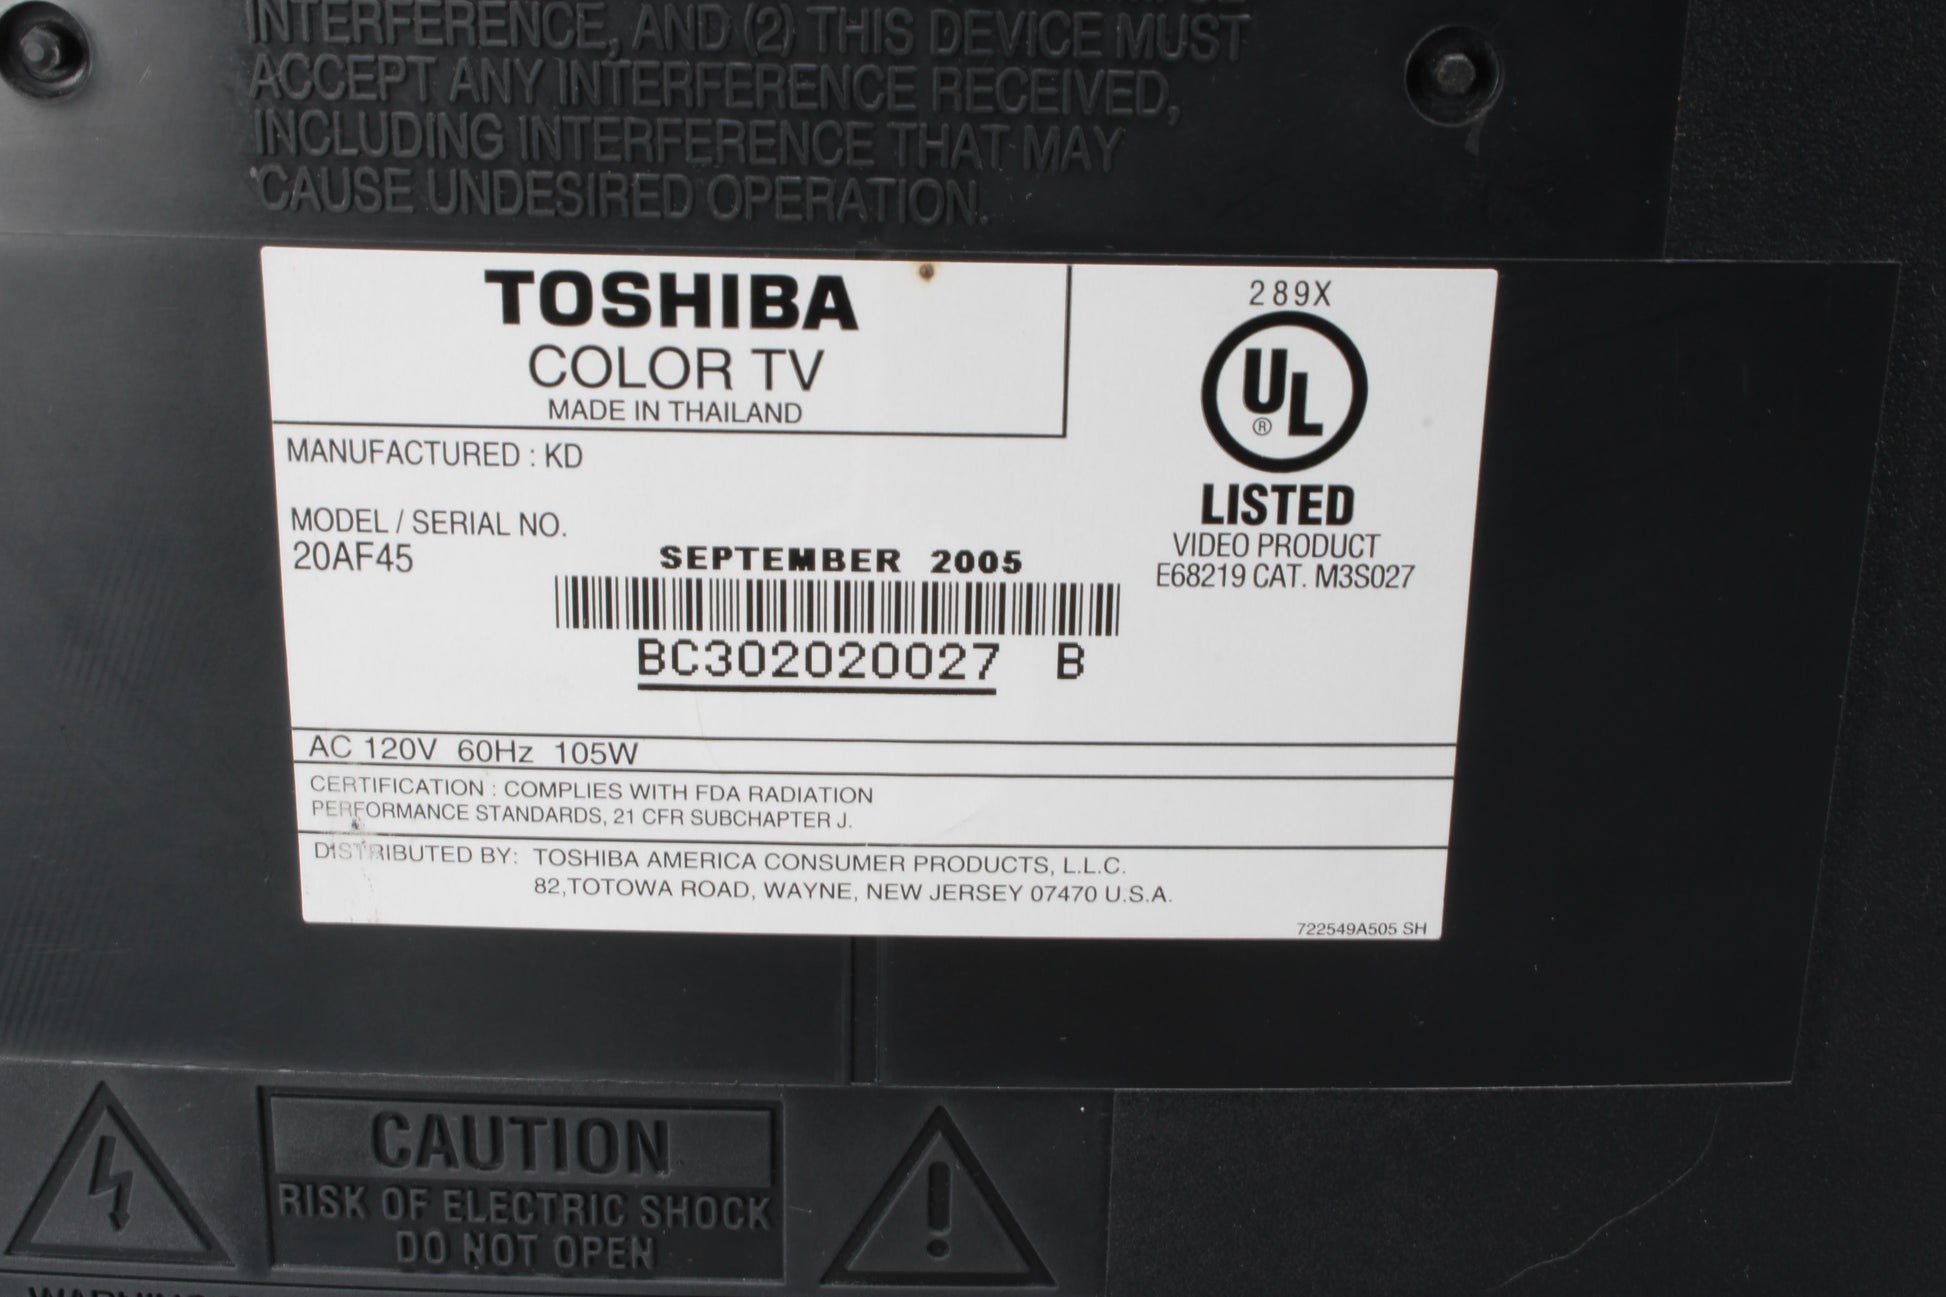 INTERFERENCE, AND (2) THIS DEVICE MUST
ACCEPT ANY INTERFERENCE RECEIVED,
INCLUDING INTERFERENCE THAT MAY
CAUSE UNDESIRED OPERATION.
TOSHIBA
COLOR TV
MADE IN THAILAND
289X
UL
®
LISTED
VIDEO PRODUCT
E68219 CAT. M3S027
MANUFACTURED : KD
MODEL / SERIAL NO.
20AF45
SEPTEMBER 2005
BC302020027 B
AC 120V 60Hz 105W
CERTIFICATION : COMPLIES WITH FDA RADIATION
PERFORMANCE STANDARDS, 21 CFR SUBCHAPTER J.
DISTRIBUTED BY: TOSHIBA AMERICA CONSUMER PRODUCTS, L.L.C.
82,TOTOWA ROAD, WAYNE, NEW JERSEY 07470 U.S.A.
722549A505 SH
CAUTION
RISK OF ELECTRIC SHOCK
DO NOT OPEN